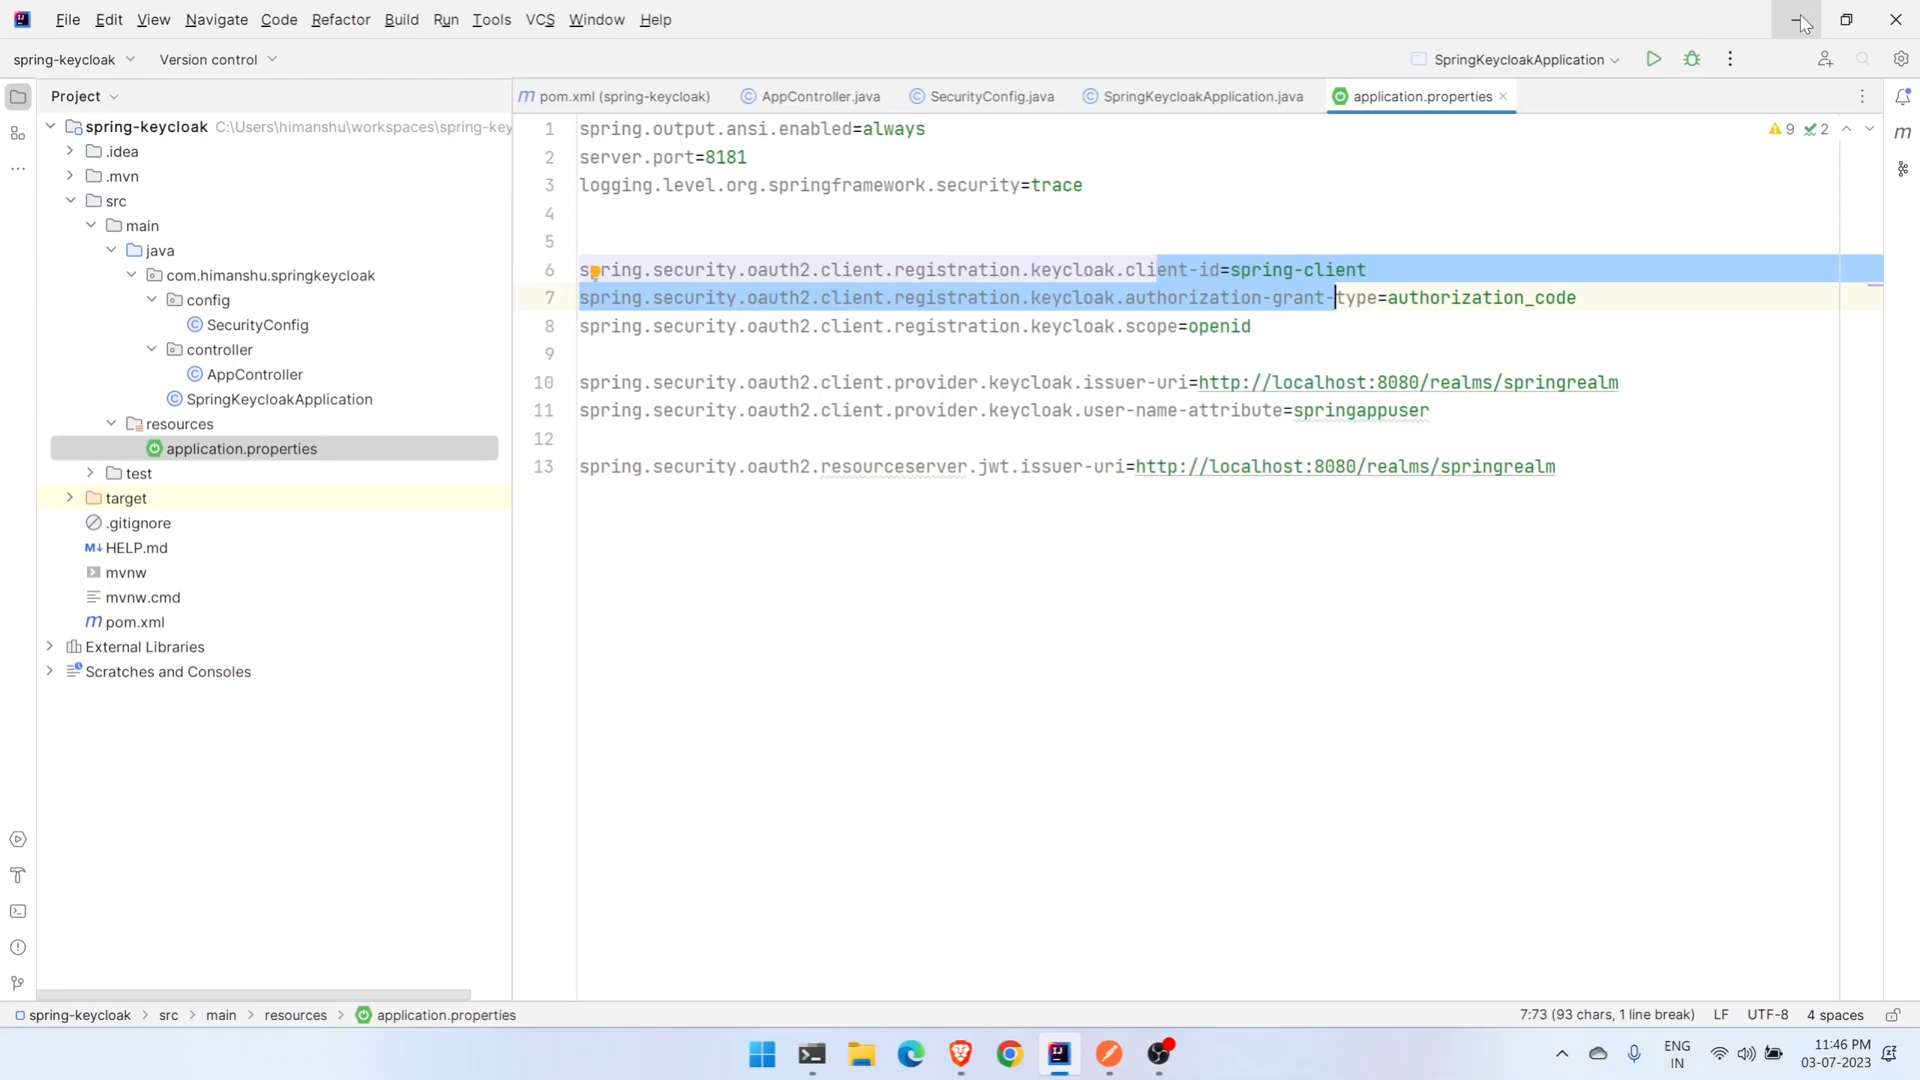 File Edit View Navigate Code Refactor Build Run Tools VCS Window Help
spring-keycloak Version control SpringKeycloakApplication
Project
pom.xml (spring-keycloak) AppController.java SecurityConfig.java SpringKeycloakApplication.java application.properties
spring-keycloak C:\Users\himanshu\workspaces\spring-key
.idea
.mvn
src
main
java
com.himanshu.springkeycloak
config
SecurityConfig
controller
AppController
SpringKeycloakApplication
resources
application.properties
test
target
.gitignore
HELP.md
mvnw
mvnw.cmd
pom.xml
External Libraries
Scratches and Consoles
1 spring.output.ansi.enabled=always
9 2
2 server.port=8181
3 logging.level.org.springframework.security=trace
4
5
6 spring.security.oauth2.client.registration.keycloak.client-id=spring-client
7 spring.security.oauth2.client.registration.keycloak.authorization-grant-type=authorization_code
8 spring.security.oauth2.client.registration.keycloak.scope=openid
9
10 spring.security.oauth2.client.provider.keycloak.issuer-uri=http://localhost:8080/realms/springrealm
11 spring.security.oauth2.client.provider.keycloak.user-name-attribute=springappuser
12
13 spring.security.oauth2.resourceserver.jwt.issuer-uri=http://localhost:8080/realms/springrealm
spring-keycloak src main resources application.properties 7:73 (93 chars, 1 line break) LF UTF-8 4 spaces
ENG IN
11:46 PM
03-07-2023